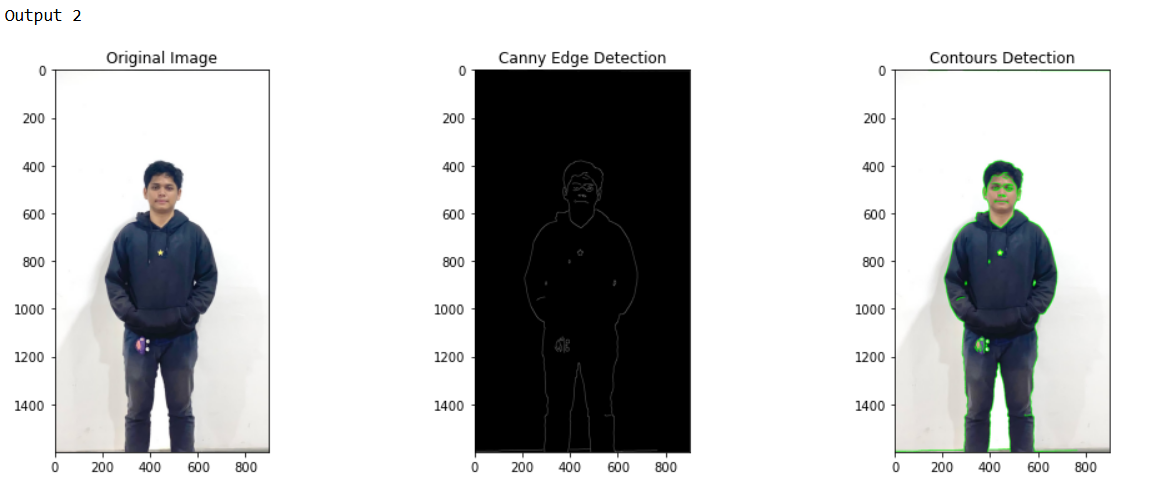 Output 2
Original Image Canny Edge Detection Contours Detection
0 0 0
200 200 200
400 400 400
600 600 600
800 800 800
1000 1000 1000
1200 1200 1200
1400 1400 1400
0 200 400 600 800 0 200 400 600 800 0 200 400 600 800